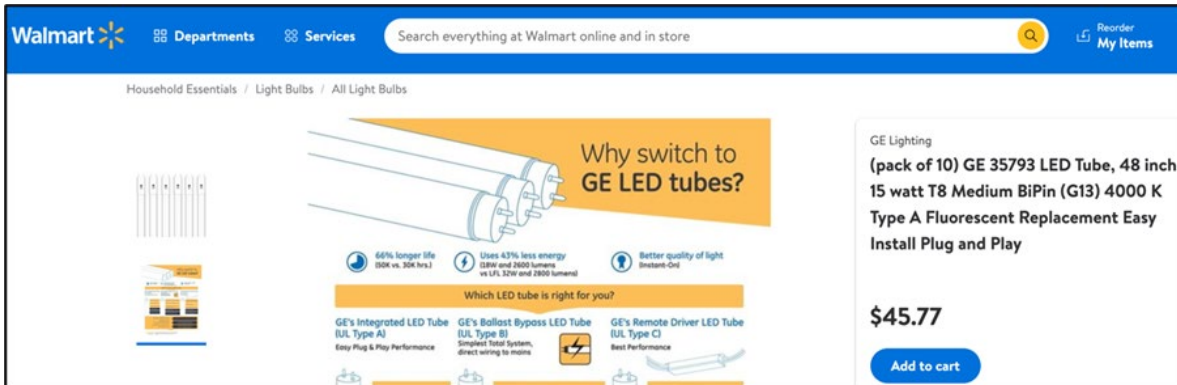 Walmart
Departments
Services
Search everything at Walmart online and in store
Reorder
My Items
Household Essentials / Light Bulbs / All Light Bulbs
Why switch to
GE LED tubes?
66% longer life
(50K vs. 30K hrs.)
Uses 43% less energy
(18W and 2600 lumens
vs LFL 32W and 2800 lumens)
Better quality of light
(Instant-On)
Which LED tube is right for you?
GE's Integrated LED Tube
(UL Type A)
Easy Plug & Play Performance
GE's Ballast Bypass LED Tube
(UL Type B)
Simplest Total System,
direct wiring to mains
GE's Remote Driver LED Tube
(UL Type C)
Best Performance
GE Lighting
(pack of 10) GE 35793 LED Tube, 48 inch
15 watt T8 Medium BiPin (G13) 4000 K
Type A Fluorescent Replacement Easy
Install Plug and Play
$45.77
Add to cart